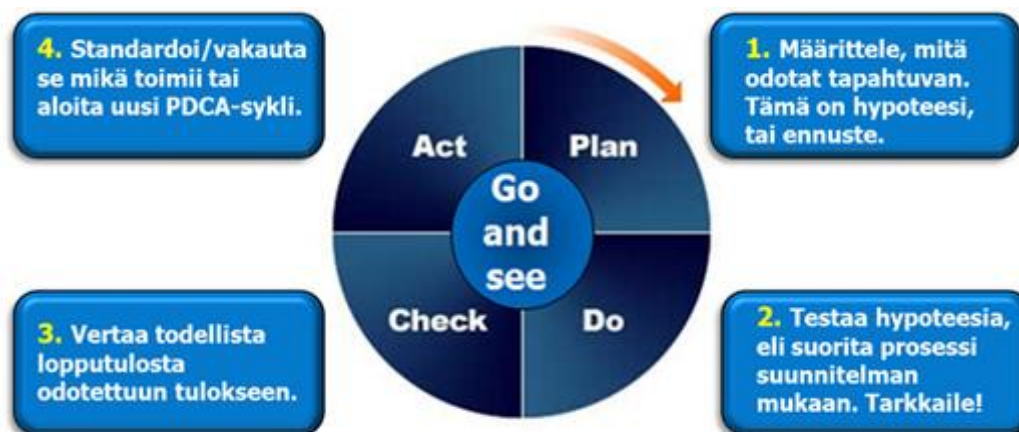 4. Standardoi/vakauta
se mikä toimii tai
aloita uusi PDCA-sykli.
1. Määrittele, mitä
odotat tapahtuvan.
Tämä on hypoteesi,
tai ennuste.
Act
Plan
Go
and
see
Check
Do
3. Vertaa todellista
lopputulosta
odotettuun tulokseen.
2. Testaa hypoteesia,
eli suorita prosessi
suunnitelman
mukaan. Tarkkaile!